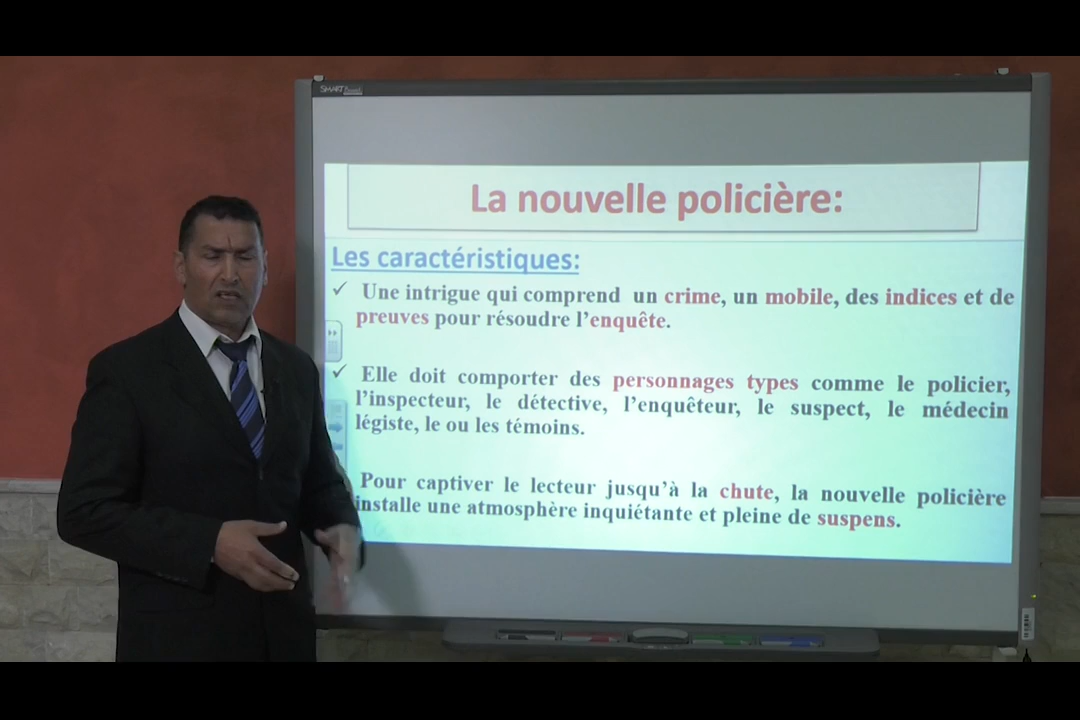 SMART Board
La nouvelle policière:
Les caractéristiques:
✓ Une intrigue qui comprend un crime, un mobile, des indices et de
preuves pour résoudre l'enquête.
✓ Elle doit comporter des personnages types comme le policier,
l'inspecteur, le détective, l'enquêteur, le suspect, le médecin
légiste, le ou les témoins.
Pour captiver le lecteur jusqu'à la chute, la nouvelle policière
installe une atmosphère inquiétante et pleine de suspens.